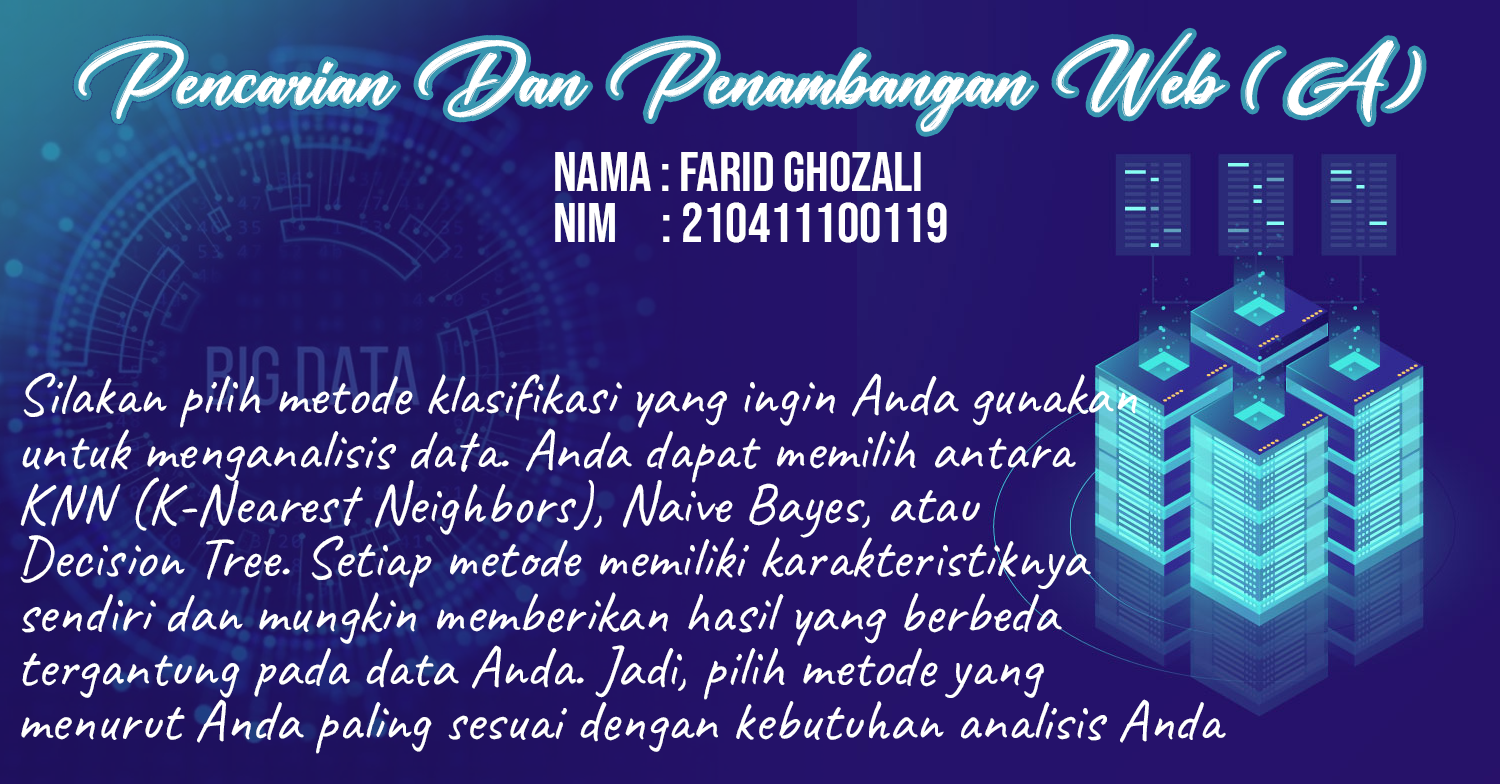 Pencarian Dan Penambangan Web (A)
NAMA : FARID GHOZALI
NIM : 210411100119
BIG DATA
Silakan pilih metode klasifikasi yang ingin Anda gunakan
untuk menganalisis data. Anda dapat memilih antara
KNN (K-Nearest Neighbors), Naive Bayes, atau
Decision Tree. Setiap metode memiliki karakteristiknya
sendiri dan mungkin memberikan hasil yang berbeda
tergantung pada data Anda. Jadi, pilih metode yang
menurut Anda paling sesuai dengan kebutuhan analisis Anda